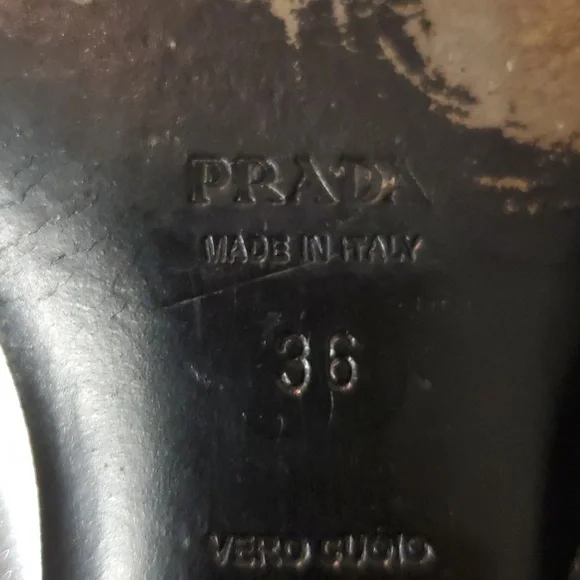 PRADA
MADE IN ITALY
36
VERO CUOIO